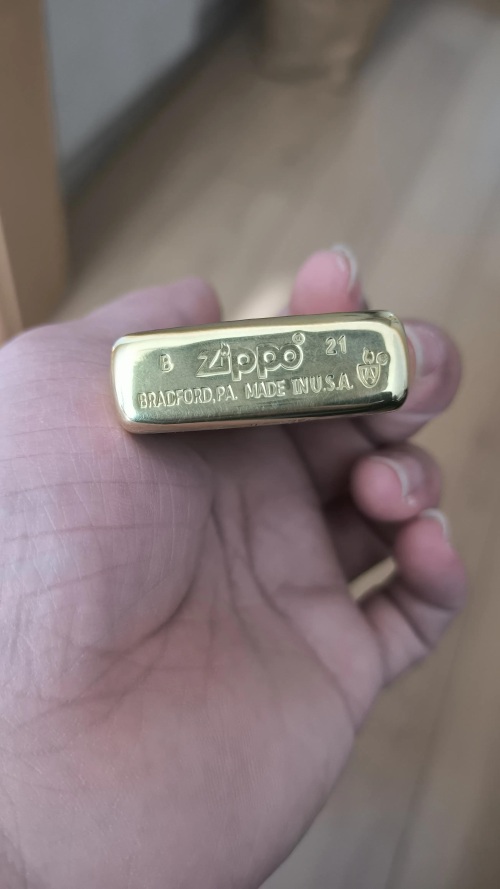 B Zippo® 21
BRADFORD,PA. MADE IN U.S.A.